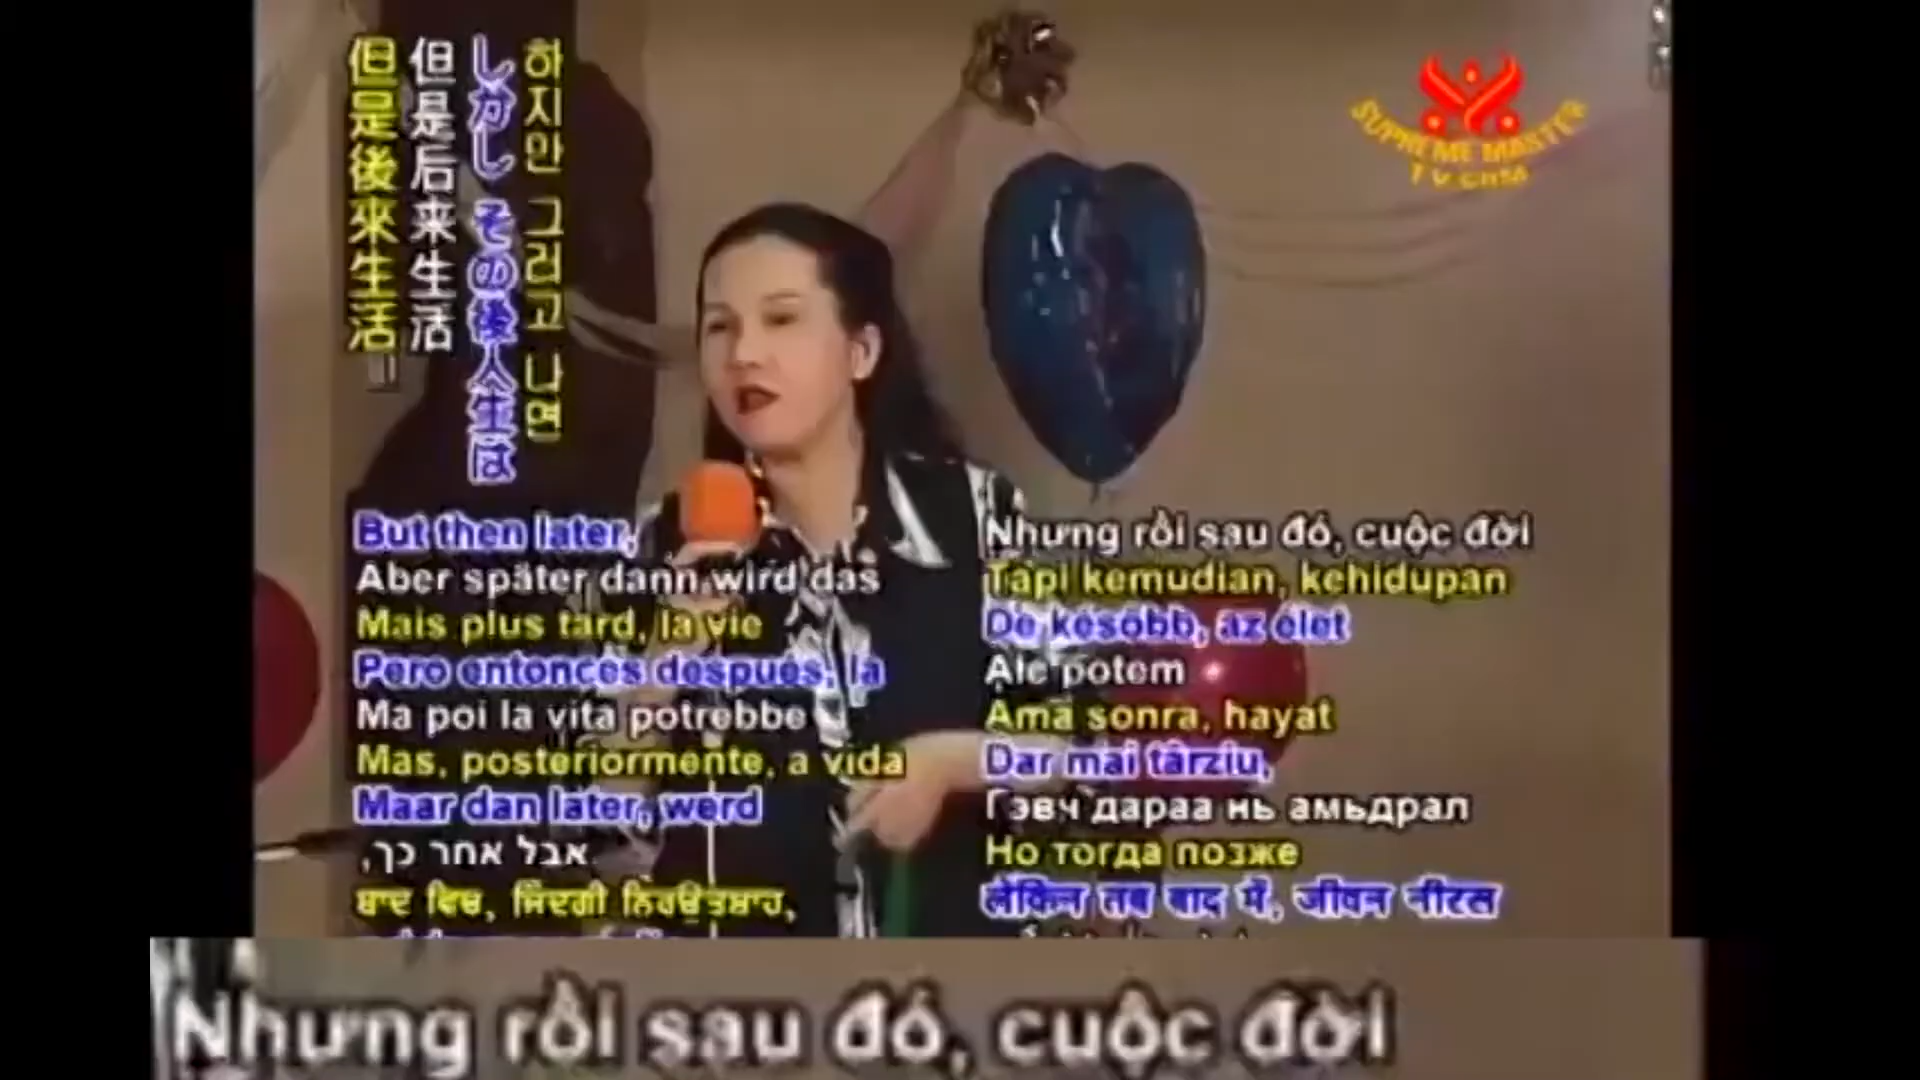 但是後來生活
但是后来生活
しかし その後人生は
하지만 그러고 나면
SUPREME MASTER
TV
But then later,
Aber später dann wird das
Mais plus tard, la vie
Pero entonces después, la
Ma poi la vita potrebbe
Mas, posteriormente, a vida
Maar dan later, werd
אבל אחר כך,
ਬਾਦ ਵਿਚ, ਜਿੰਦਗੀ ਨਿਰਉਤਸ਼ਾਹ,
Nhưng rồi sau đó, cuộc đời
Tapi kemudian, kehidupan
De később, az élet
Ale potem
Ama sonra, hayat
Dar mai târziu,
Гэвч дараа нь амьдрал
Но тогда позже
लेकिन तब बाद में, जीवन नीरस
Nhưng rồi sau đó, cuộc đời